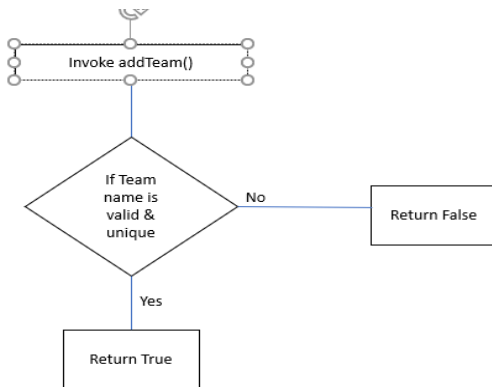 Invoke addTeam()
If Team
name is
valid &
unique
No
Return False
Yes
Return True